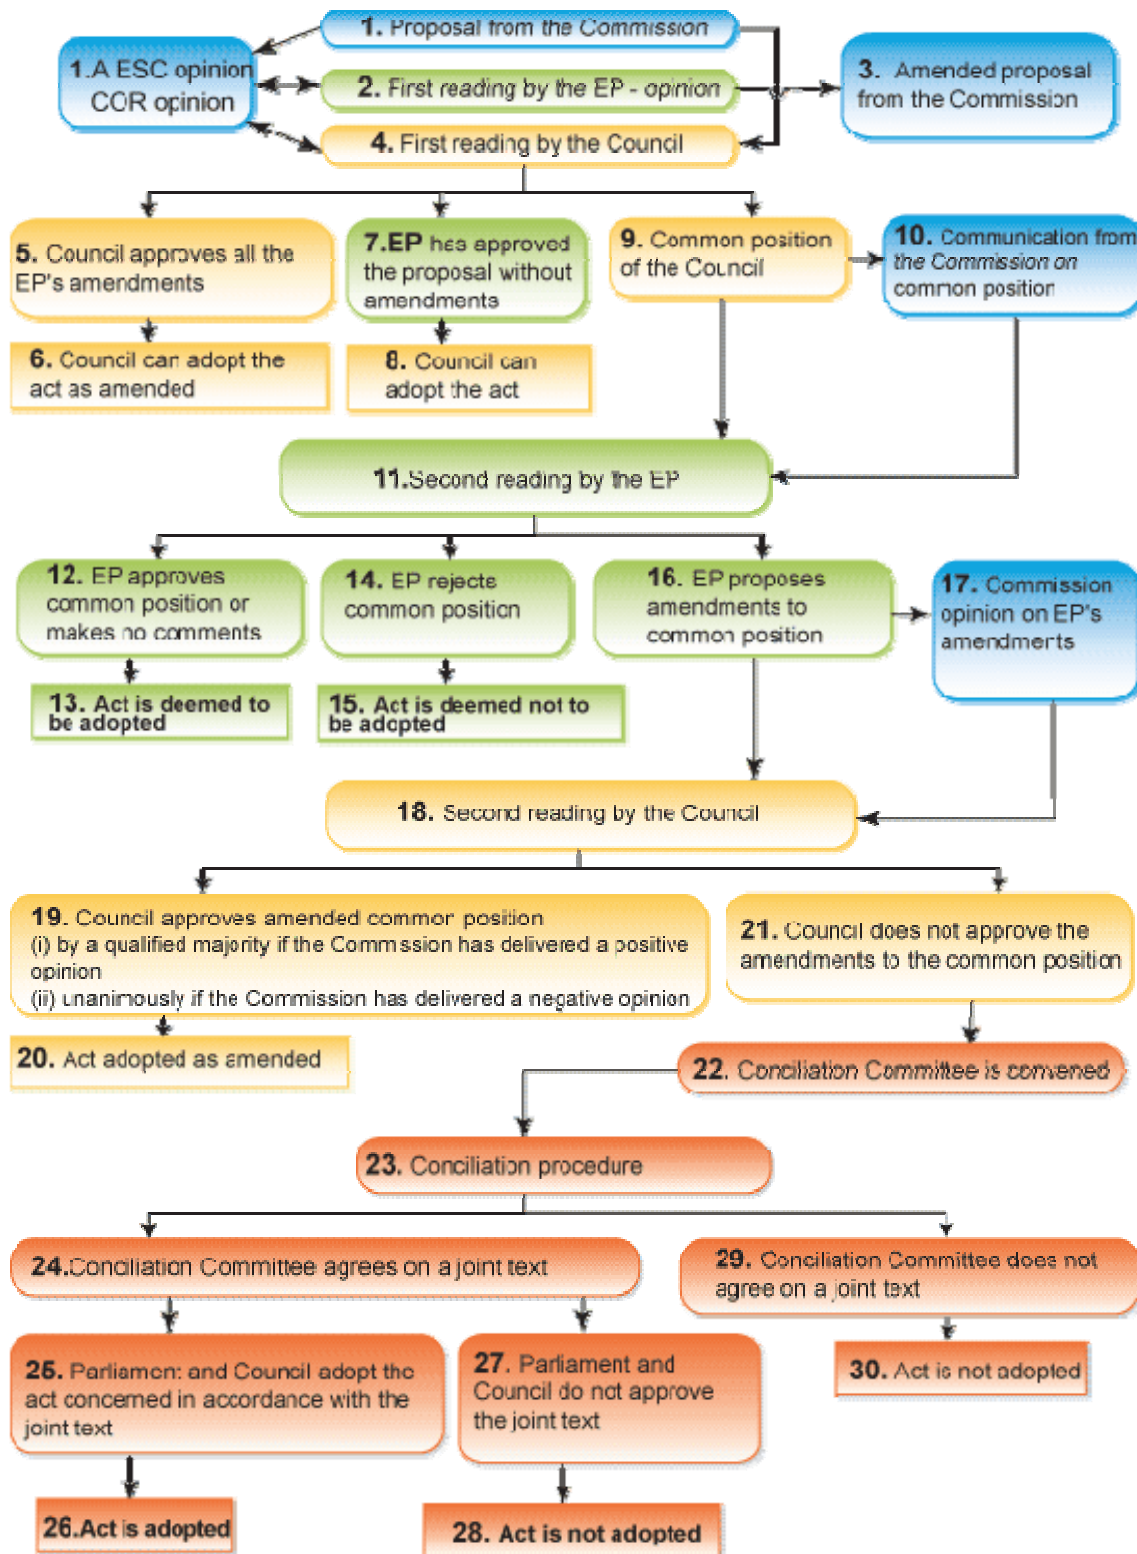 1. Proposal from the Commission
1.A ESC opinion
COR opinion
2. First reading by the EP - opinion
3. Amended proposal
from the Commission
4. First reading by the Council
5. Council approves all the
EP's amendments
6. Council can adopt the
act as amended
7. EP has approved
the proposal without
amendments
8. Council can
adopt the act
9. Common position
of the Council
10. Communication from
the Commission on
common position
11.Second reading by the EP
12. EP approves
common position or
makes no comments
13. Act is deemed to
be adopted
14. EP rejects
common position
15. Act is deemed not to
be adopted
16. EP proposes
amendments to
common position
17. Commission
opinion on EP's
amendments
18. Second reading by the Council
19. Council approves amended common position
(i) by a qualified majority if the Commission has delivered a positive
opinion
(ii) unanimously if the Commission has delivered a negative opinion
20. Act adopted as amended
21. Council does not approve the
amendments to the common position
22. Conciliation Committee is convened
23. Conciliation procedure
24.Conciliation Committee agrees on a joint text
25. Parliament and Council adopt the
act concerned in accordance with the
joint text
26.Act is adopted
27. Parliament and
Council do not approve
the joint text
28. Act is not adopted
29. Conciliation Committee does not
agree on a joint text
30. Act is not adopted